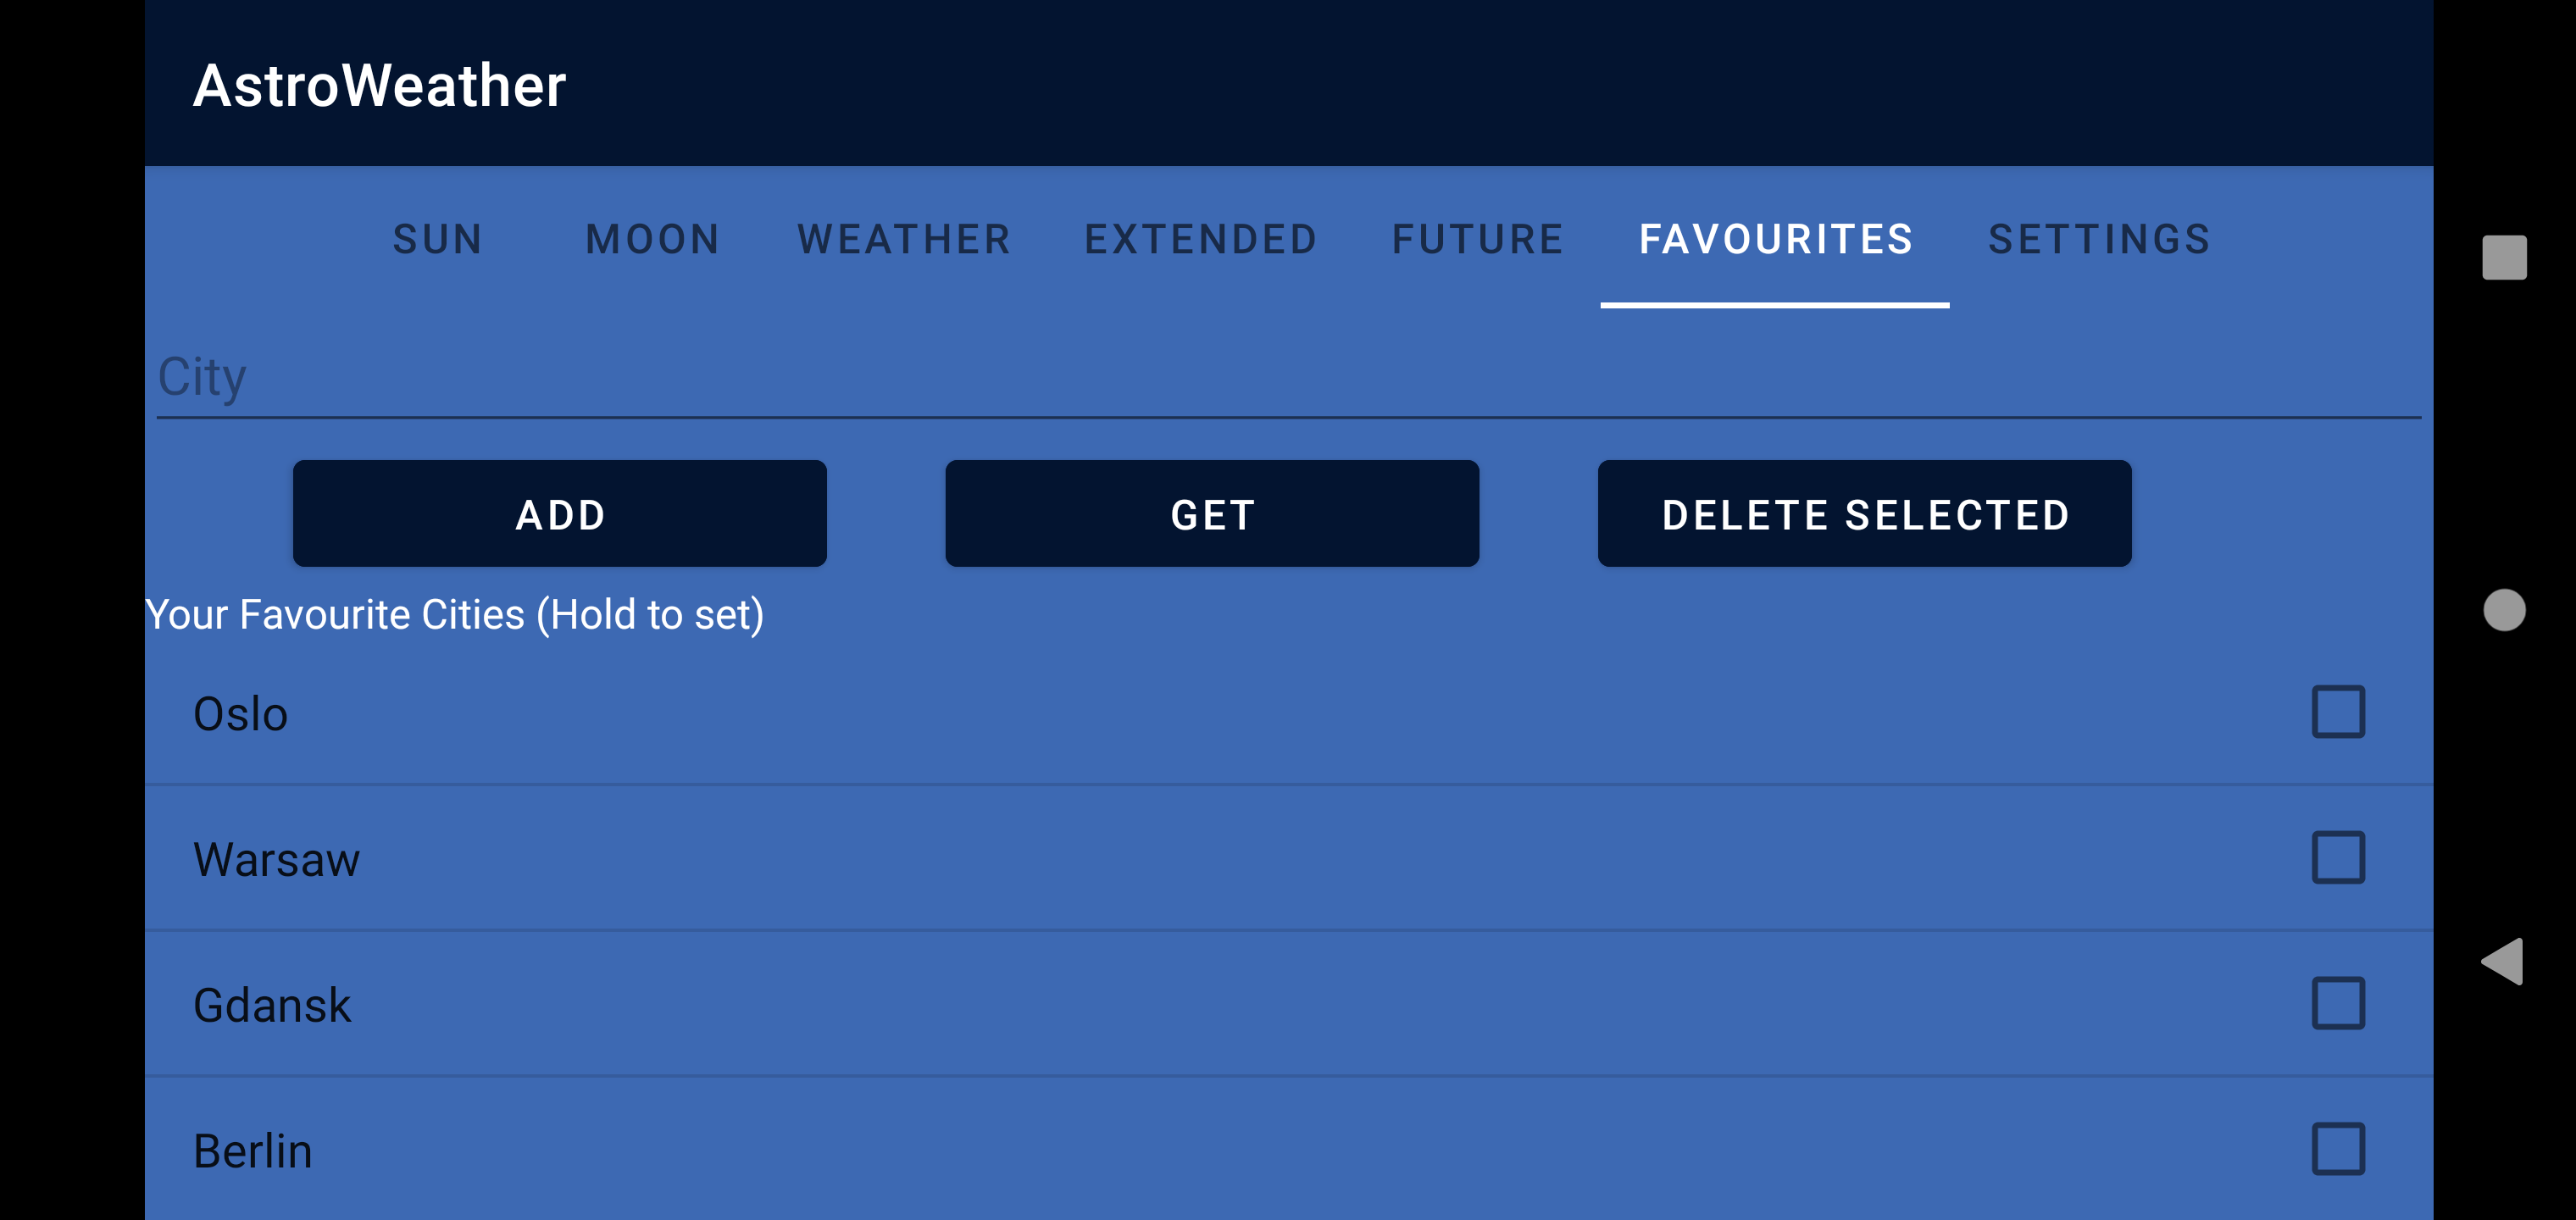 AstroWeather
SUN MOON WEATHER EXTENDED FUTURE FAVOURITES SETTINGS
City
ADD GET DELETE SELECTED
Your Favourite Cities (Hold to set)
Oslo
Warsaw
Gdansk
Berlin